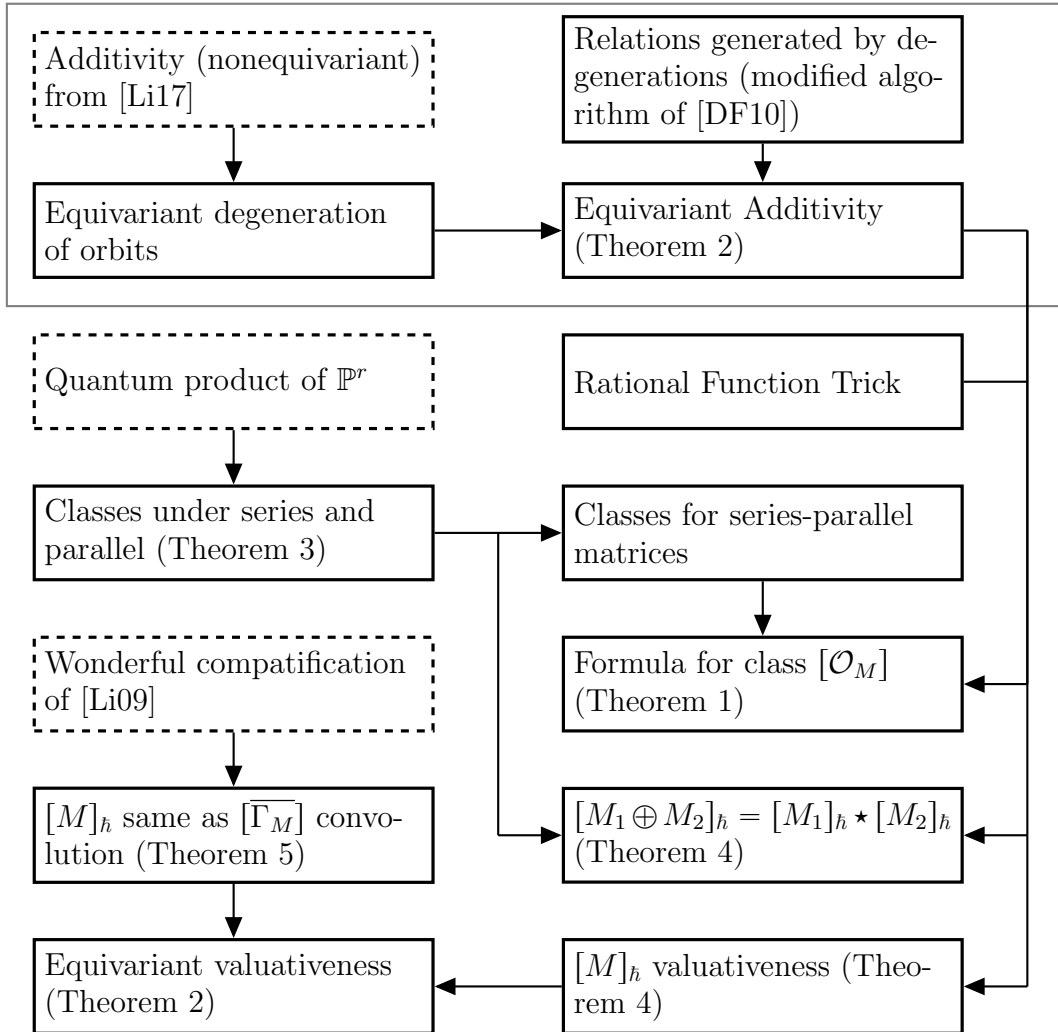 Additivity (nonequivariant)
from [Li17]
Relations generated by de-
generations (modified algo-
rithm of [DF10])
Equivariant degeneration
of orbits
Equivariant Additivity
(Theorem 2)
Quantum product of ℙ^r
Rational Function Trick
Classes under series and
parallel (Theorem 3)
Classes for series-parallel
matrices
Wonderful compatification
of [Li09]
Formula for class [𝒪_M]
(Theorem 1)
[M]_ℏ same as [\overline{Γ_M}] convo-
lution (Theorem 5)
[M_1 ⊕ M_2]_ℏ = [M_1]_ℏ ⋆ [M_2]_ℏ
(Theorem 4)
Equivariant valuativeness
(Theorem 2)
[M]_ℏ valuativeness (Theo-
rem 4)